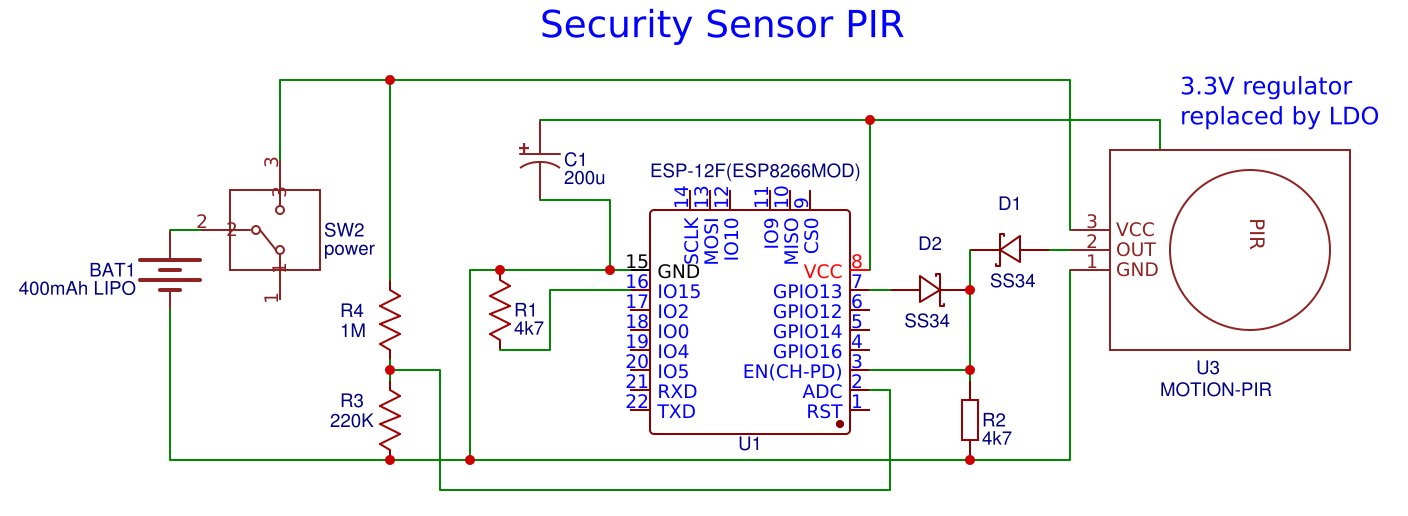 Security Sensor PIR
3.3V regulator
replaced by LDO
+
C1
200u
ESP-12F(ESP8266MOD)
14
13
12
11
10
9
SCLK
MOSI
IO10
IO9
MISO
CS0
3
3
2
2
1
1
SW2
power
BAT1
400mAh LIPO
R4
1M
R3
220K
R1
4k7
15 GND
16 IO15
17 IO2
18 IO0
19 IO4
20 IO5
21 RXD
22 TXD
VCC 8
GPIO13 7
GPIO12 6
GPIO14 5
GPIO16 4
EN(CH-PD) 3
ADC 2
RST 1
U1
D2
SS34
D1
SS34
R2
4k7
3 VCC
2 OUT
1 GND
PIR
U3
MOTION-PIR